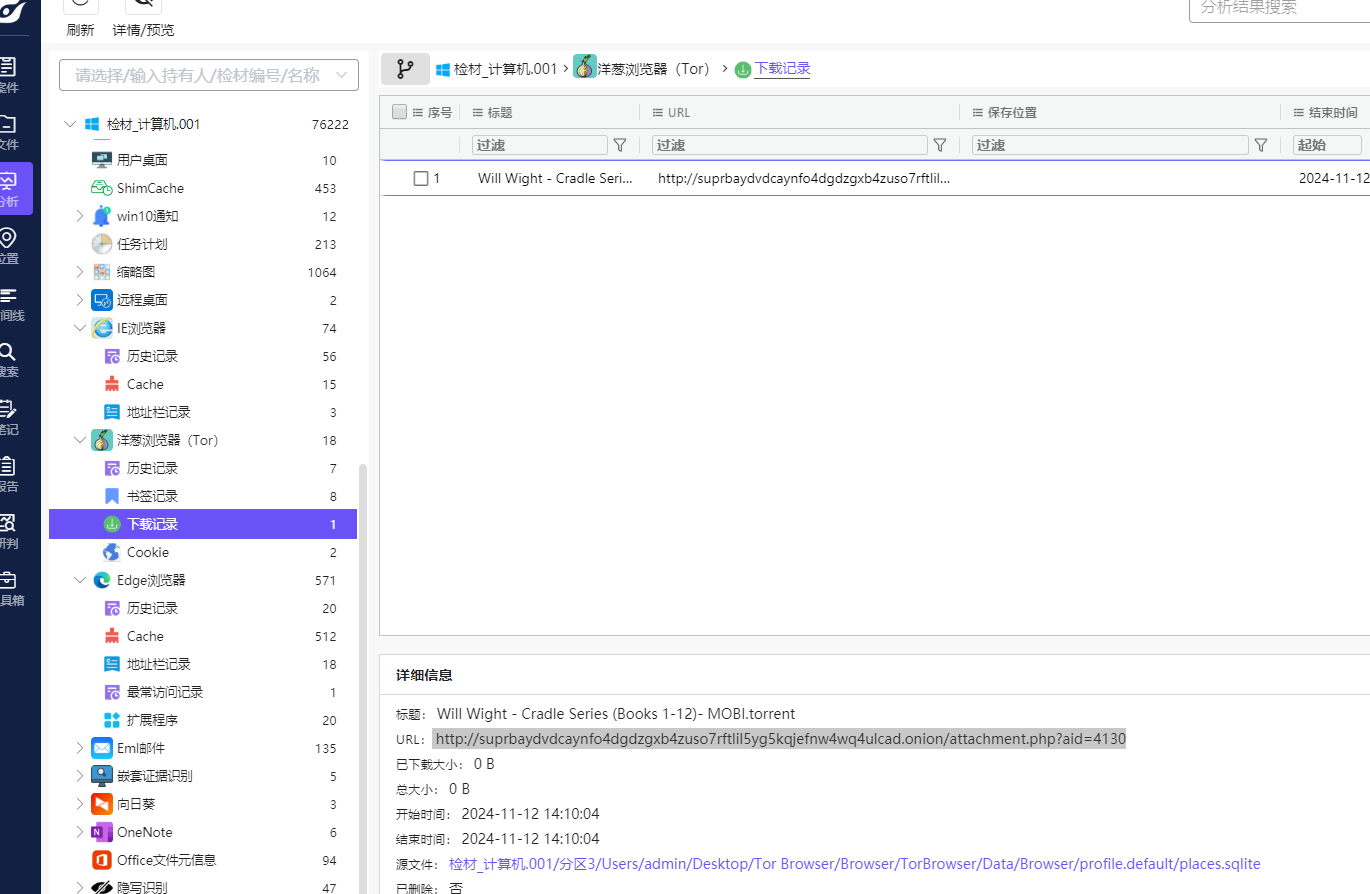 刷新 详情/预览 分析结果搜索
案件
文件
分析
位置
间线
搜索
笔记
报告
研判
具箱
请选择/输入持有人/检材编号/名称
检材_计算机.001 76222
用户桌面 10
ShimCache 453
win10通知 12
任务计划 213
缩略图 1064
远程桌面 2
IE浏览器 74
历史记录 56
Cache 15
地址栏记录 3
洋葱浏览器（Tor） 18
历史记录 7
书签记录 8
下载记录 1
Cookie 2
Edge浏览器 571
历史记录 20
Cache 512
地址栏记录 18
最常访问记录 1
扩展程序 20
Eml邮件 135
嵌套证据识别 5
向日葵 3
OneNote 6
Office文件元信息 94
隐写识别 47
检材_计算机.001 › 洋葱浏览器（Tor） › 下载记录
序号 标题 URL 保存位置 结束时间
过滤 过滤 过滤 起始
1 Will Wight - Cradle Seri... http://suprbaydvdcaynfo4dgdzgxb4zuso7rftlil... 2024-11-12
详细信息
标题： Will Wight - Cradle Series (Books 1-12)- MOBI.torrent
URL： http://suprbaydvdcaynfo4dgdzgxb4zuso7rftlil5yg5kqjefnw4wq4ulcad.onion/attachment.php?aid=4130
已下载大小： 0 B
总大小： 0 B
开始时间： 2024-11-12 14:10:04
结束时间： 2024-11-12 14:10:04
源文件： 检材_计算机.001/分区3/Users/admin/Desktop/Tor Browser/Browser/TorBrowser/Data/Browser/profile.default/places.sqlite
已删除： 否